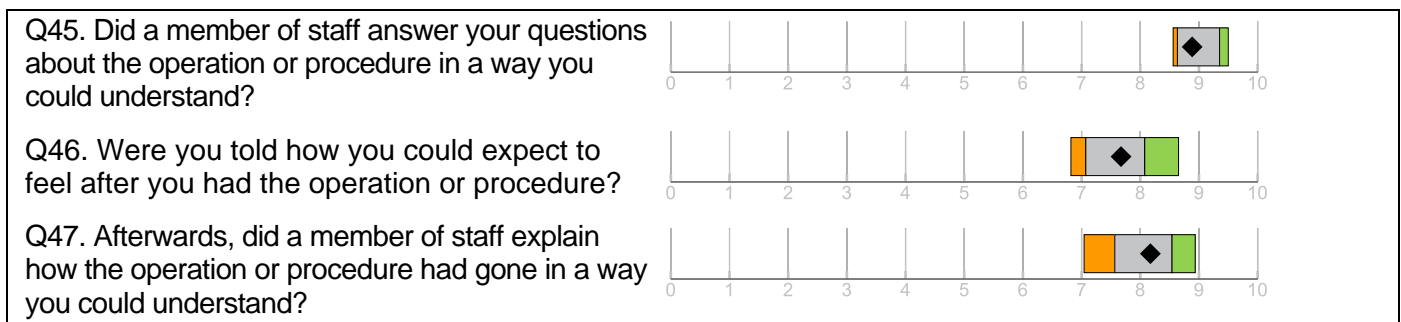 Q45. Did a member of staff answer your questions
about the operation or procedure in a way you
could understand?
0 1 2 3 4 5 6 7 8 9 10
Q46. Were you told how you could expect to
feel after you had the operation or procedure?
0 1 2 3 4 5 6 7 8 9 10
Q47. Afterwards, did a member of staff explain
how the operation or procedure had gone in a way
you could understand?
0 1 2 3 4 5 6 7 8 9 10